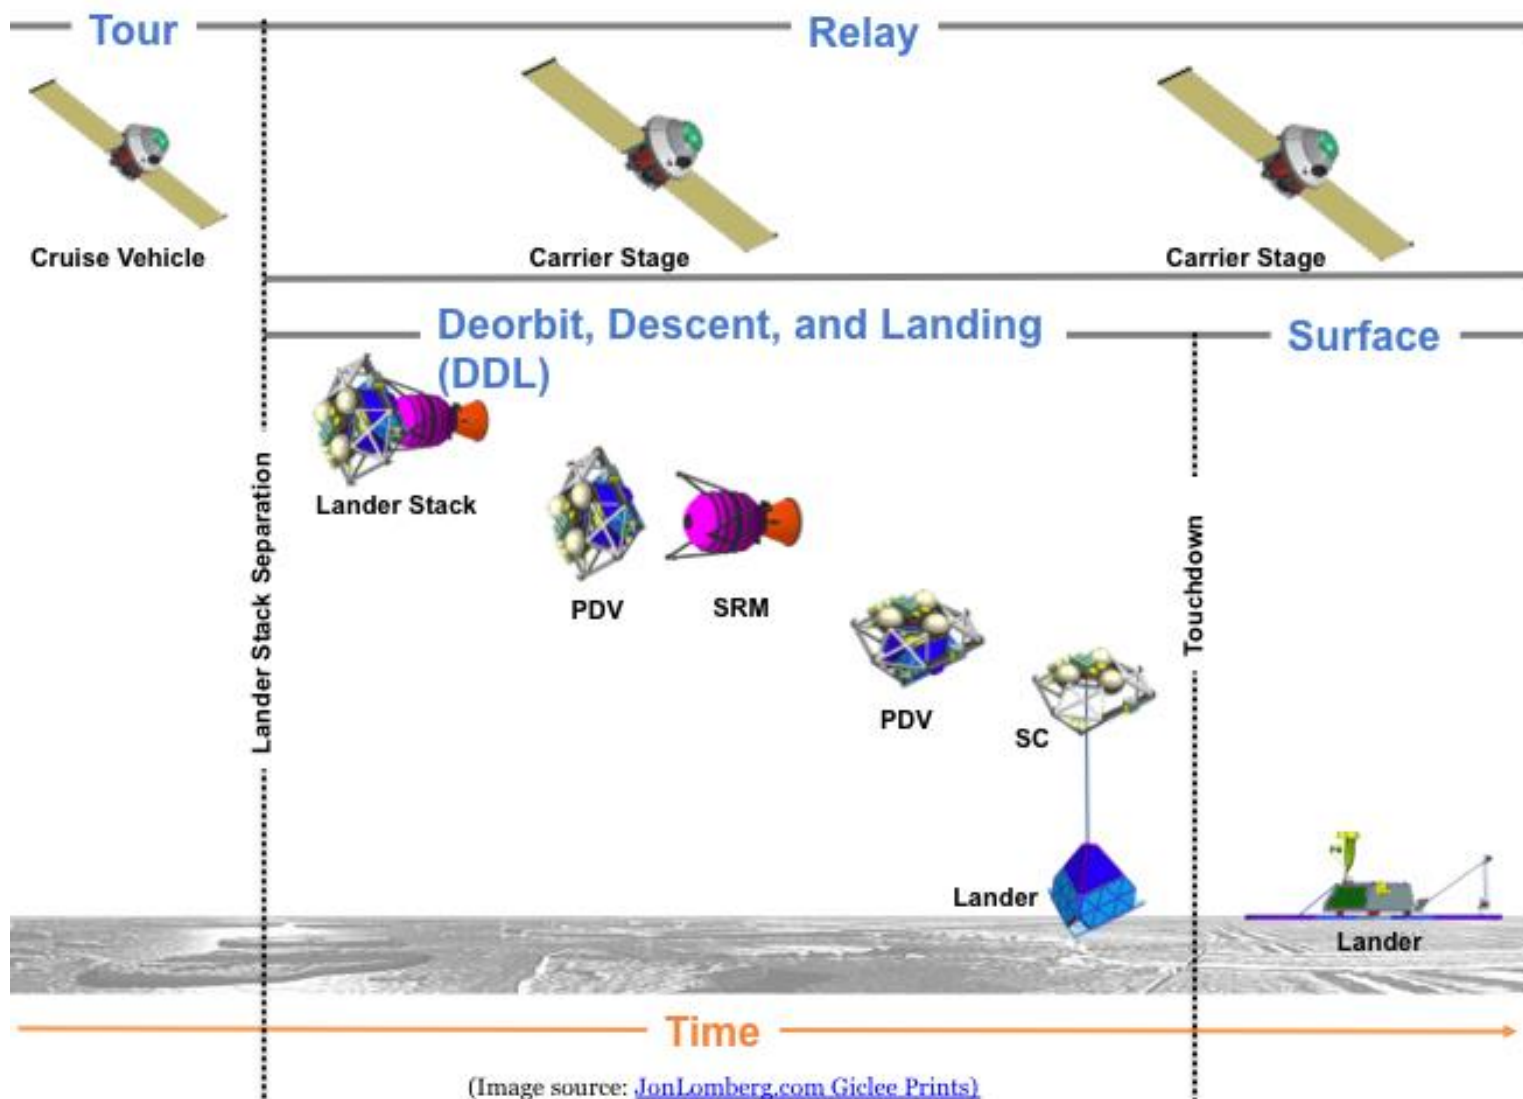 Tour
Relay
Cruise Vehicle
Carrier Stage
Carrier Stage
Deorbit, Descent, and Landing
(DDL)
Surface
Lander Stack
Lander Stack Separation
PDV
SRM
Touchdown
PDV
SC
Lander
Lander
Time
(Image source: JonLomberg.com Giclee Prints)